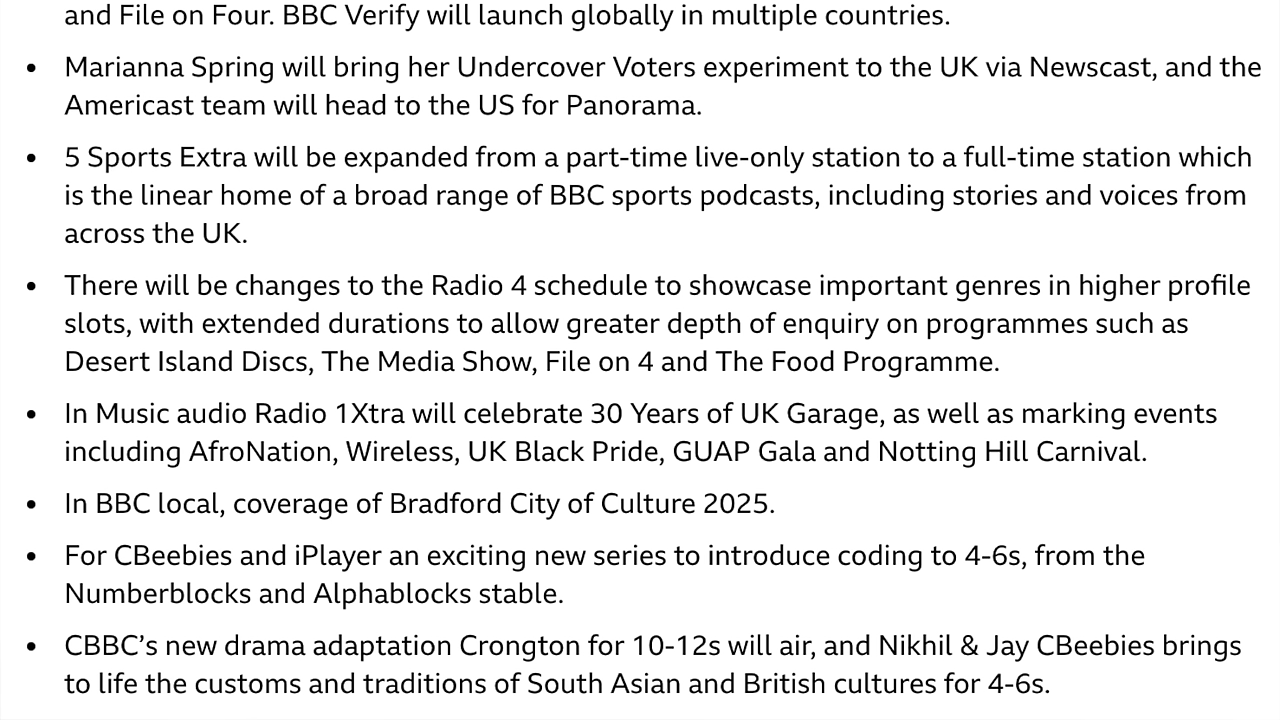 and File on Four. BBC Verify will launch globally in multiple countries.
• Marianna Spring will bring her Undercover Voters experiment to the UK via Newscast, and the
Americast team will head to the US for Panorama.
• 5 Sports Extra will be expanded from a part-time live-only station to a full-time station which
is the linear home of a broad range of BBC sports podcasts, including stories and voices from
across the UK.
• There will be changes to the Radio 4 schedule to showcase important genres in higher profile
slots, with extended durations to allow greater depth of enquiry on programmes such as
Desert Island Discs, The Media Show, File on 4 and The Food Programme.
• In Music audio Radio 1Xtra will celebrate 30 Years of UK Garage, as well as marking events
including AfroNation, Wireless, UK Black Pride, GUAP Gala and Notting Hill Carnival.
• In BBC local, coverage of Bradford City of Culture 2025.
• For CBeebies and iPlayer an exciting new series to introduce coding to 4-6s, from the
Numberblocks and Alphablocks stable.
• CBBC’s new drama adaptation Crongton for 10-12s will air, and Nikhil & Jay CBeebies brings
to life the customs and traditions of South Asian and British cultures for 4-6s.